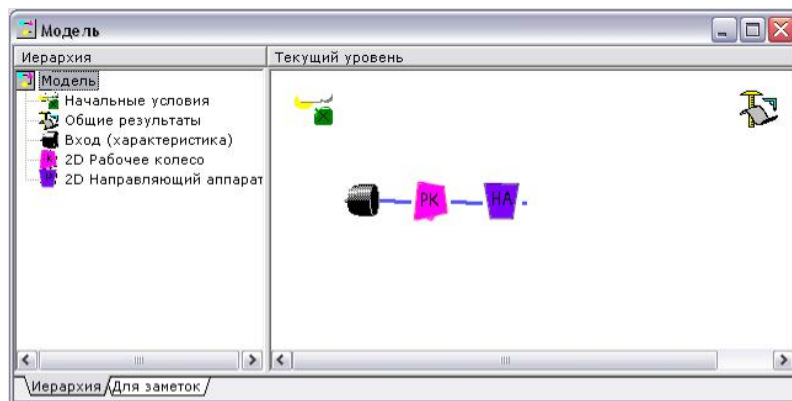 Модель
Иерархия
Текущий уровень
Модель
Начальные условия
Общие результаты
Вход (характеристика)
2D Рабочее колесо
2D Направляющий аппарат
РК
НА
Иерархия
Для заметок